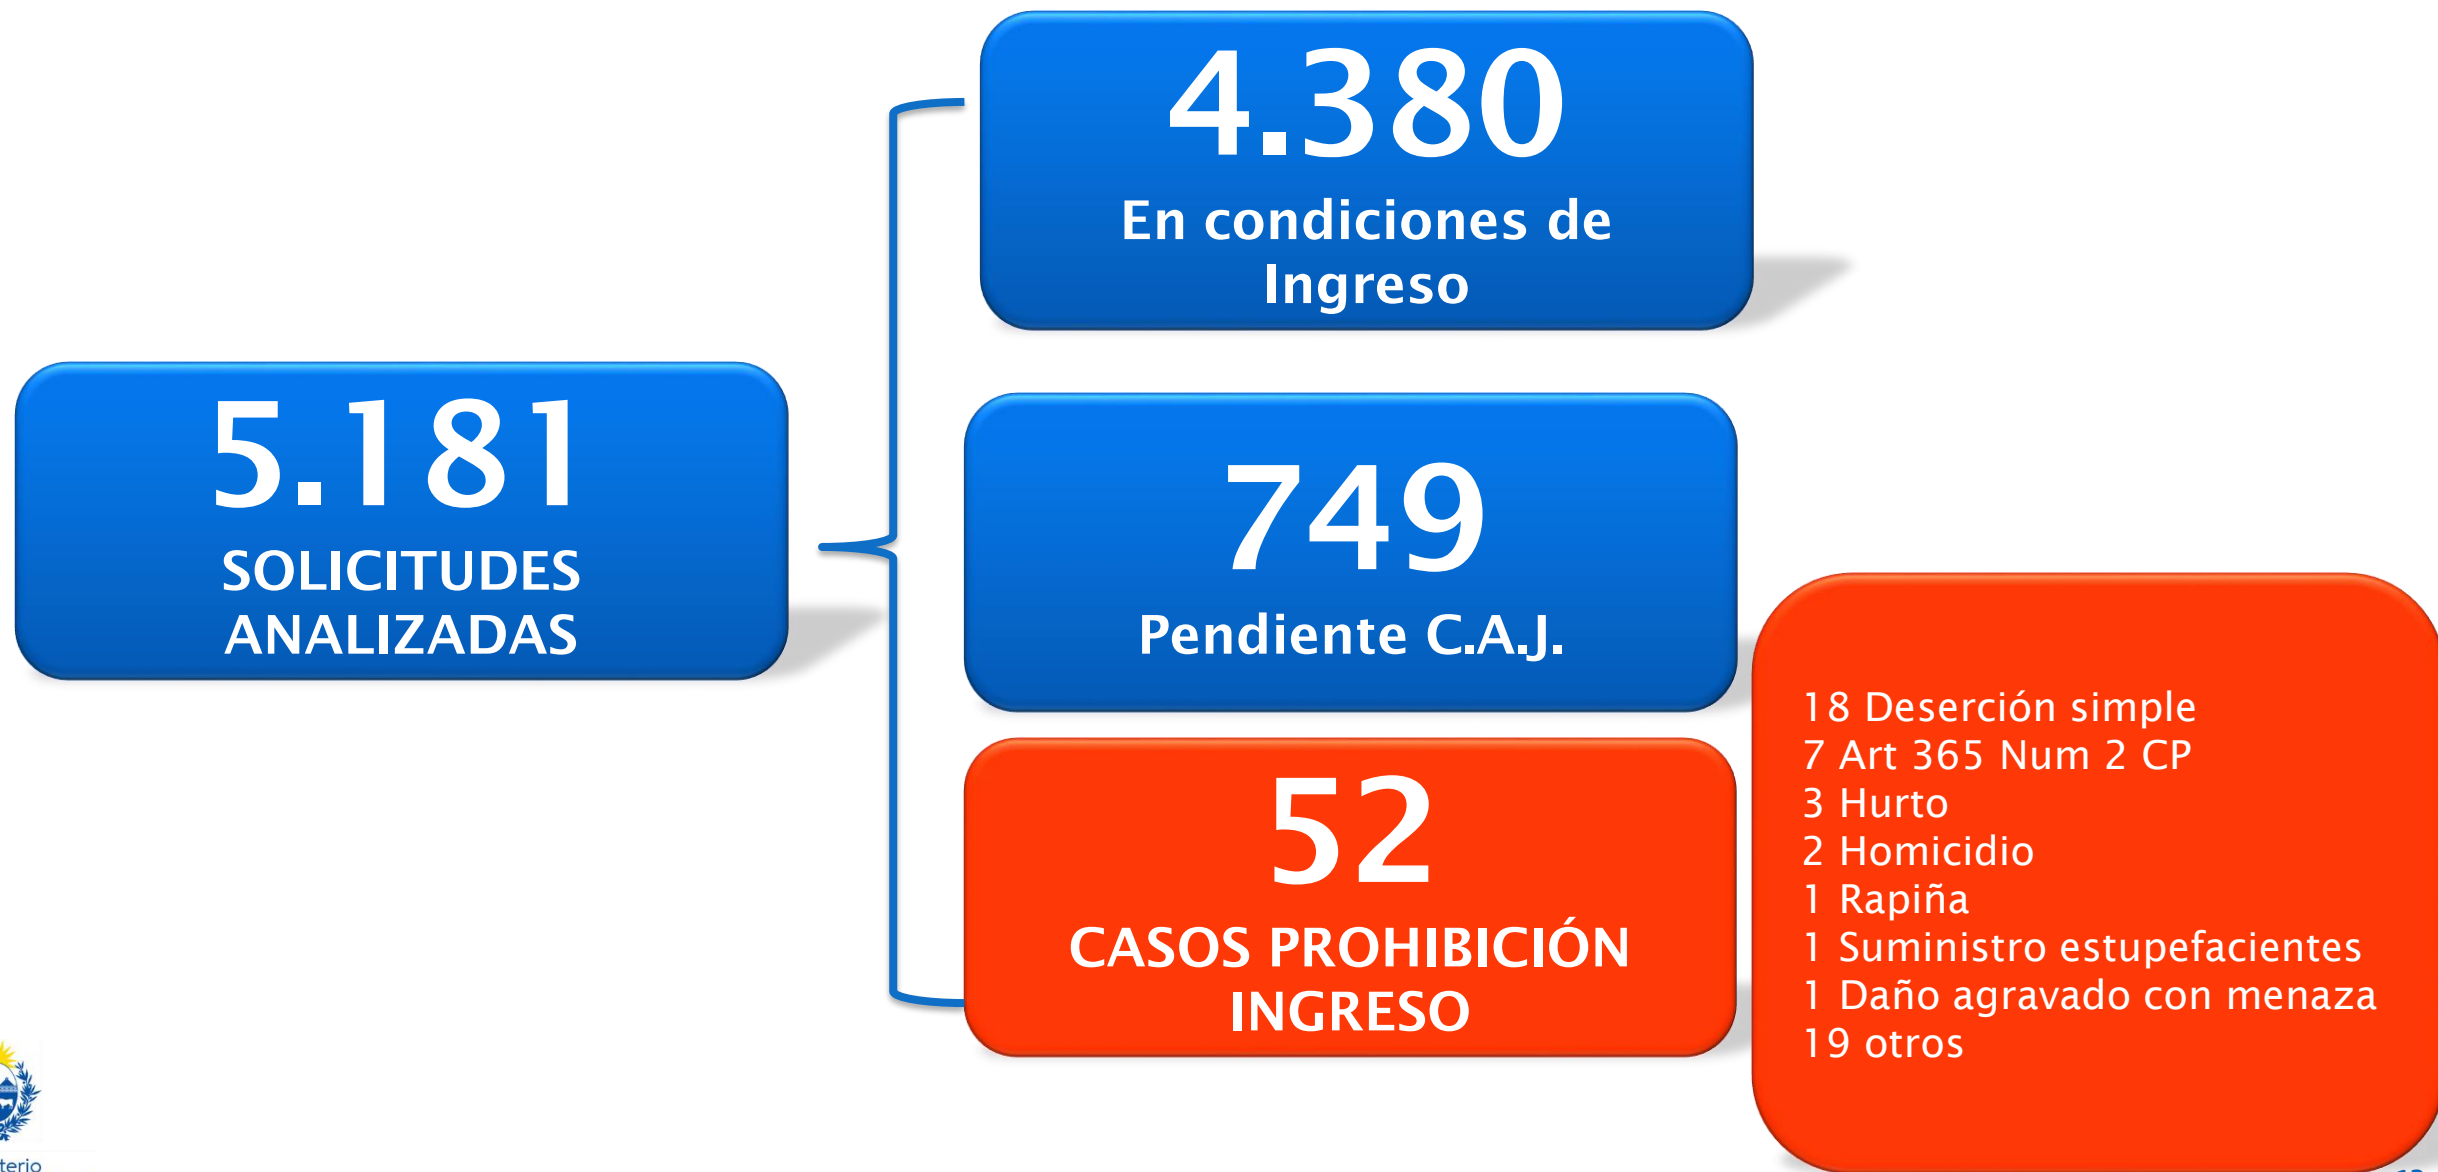 4.380
En condiciones de
Ingreso
5.181
SOLICITUDES
ANALIZADAS
749
Pendiente C.A.J.
52
CASOS PROHIBICIÓN
INGRESO
18 Deserción simple
7 Art 365 Num 2 CP
3 Hurto
2 Homicidio
1 Rapiña
1 Suministro estupefacientes
1 Daño agravado con menaza
19 otros